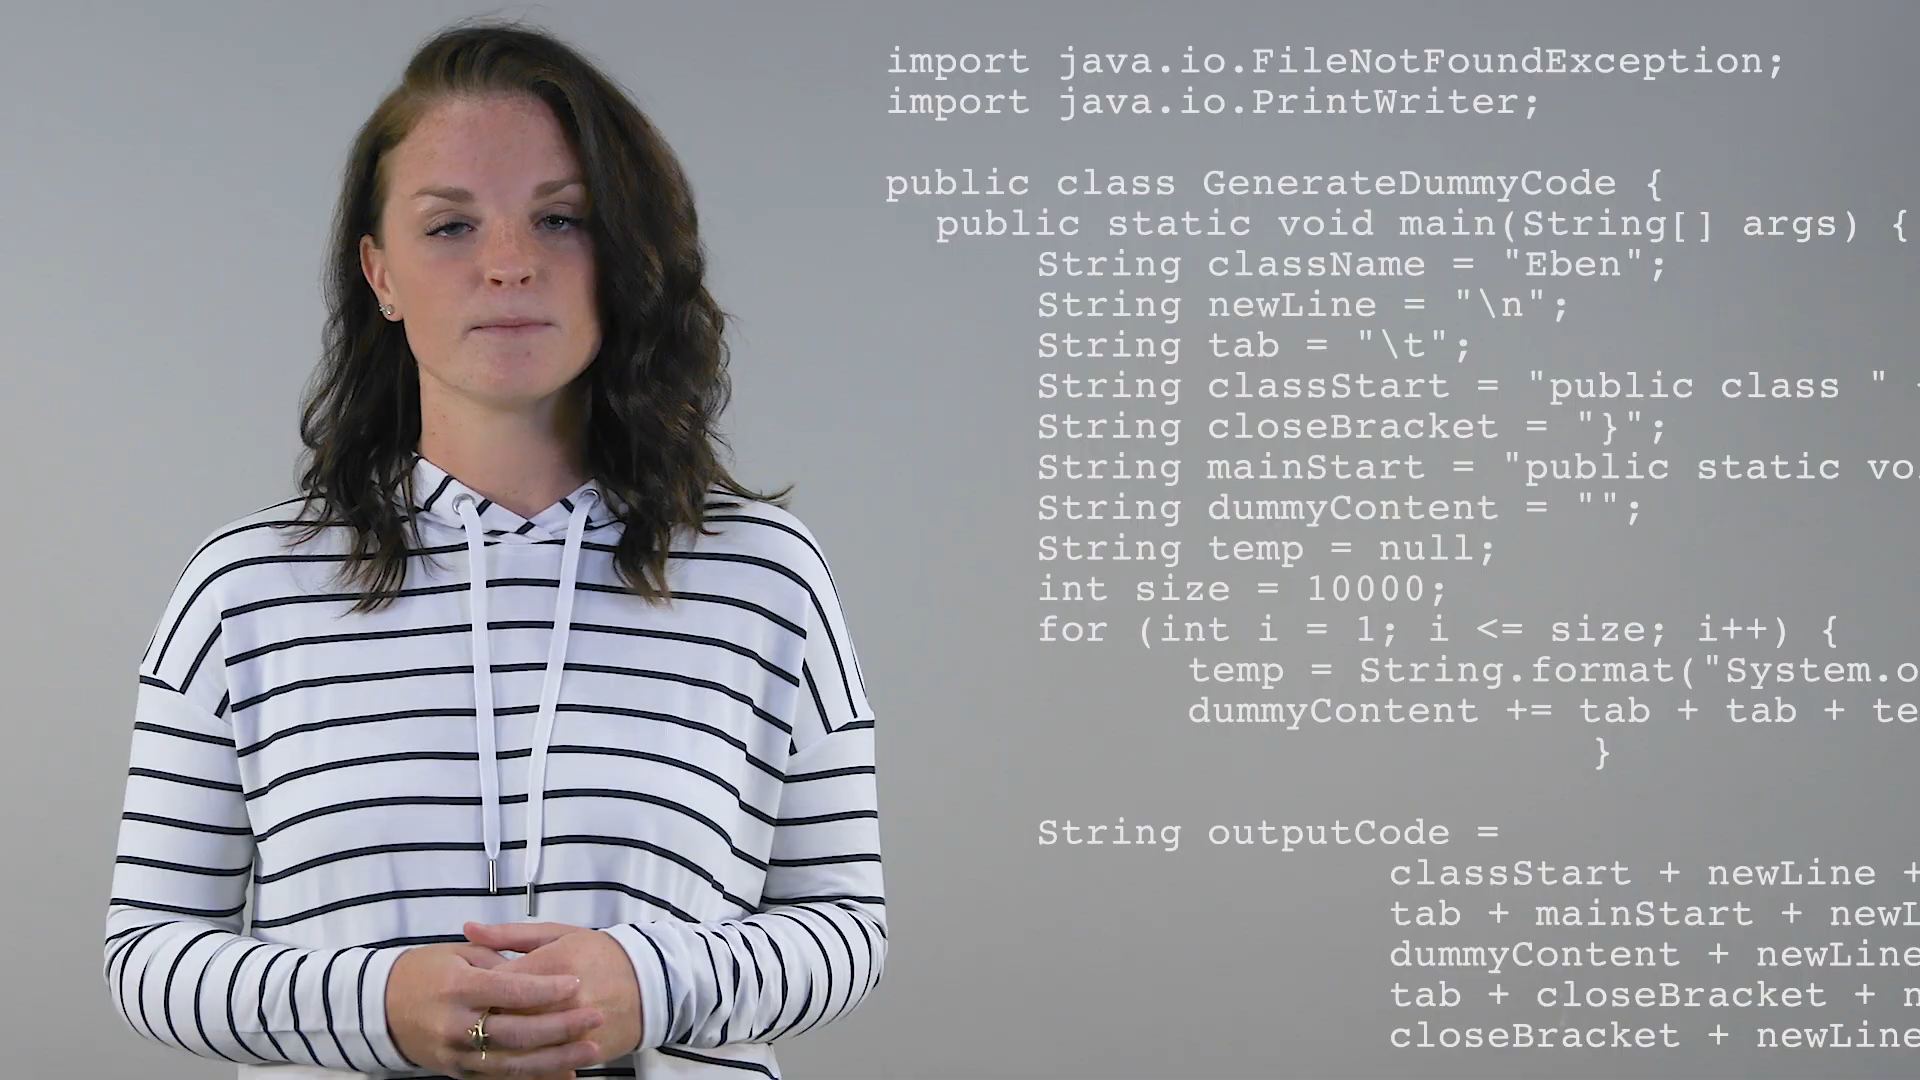 import java.io.FileNotFoundException;
import java.io.PrintWriter;
public class GenerateDummyCode {
public static void main(String[] args) {
String className = "Eben";
String newLine = "\n";
String tab = "\t";
String classStart = "public class "
String closeBracket = "}";
String mainStart = "public static
String dummyContent = "";
String temp = null;
int size = 10000;
for (int i = 1; i <= size; i++) {
temp = String.format("System.
dummyContent += tab + tab +
}
String outputCode =
classStart + newLine +
tab + mainStart +
dummyContent + newLine
tab + closeBracket +
closeBracket + newLine